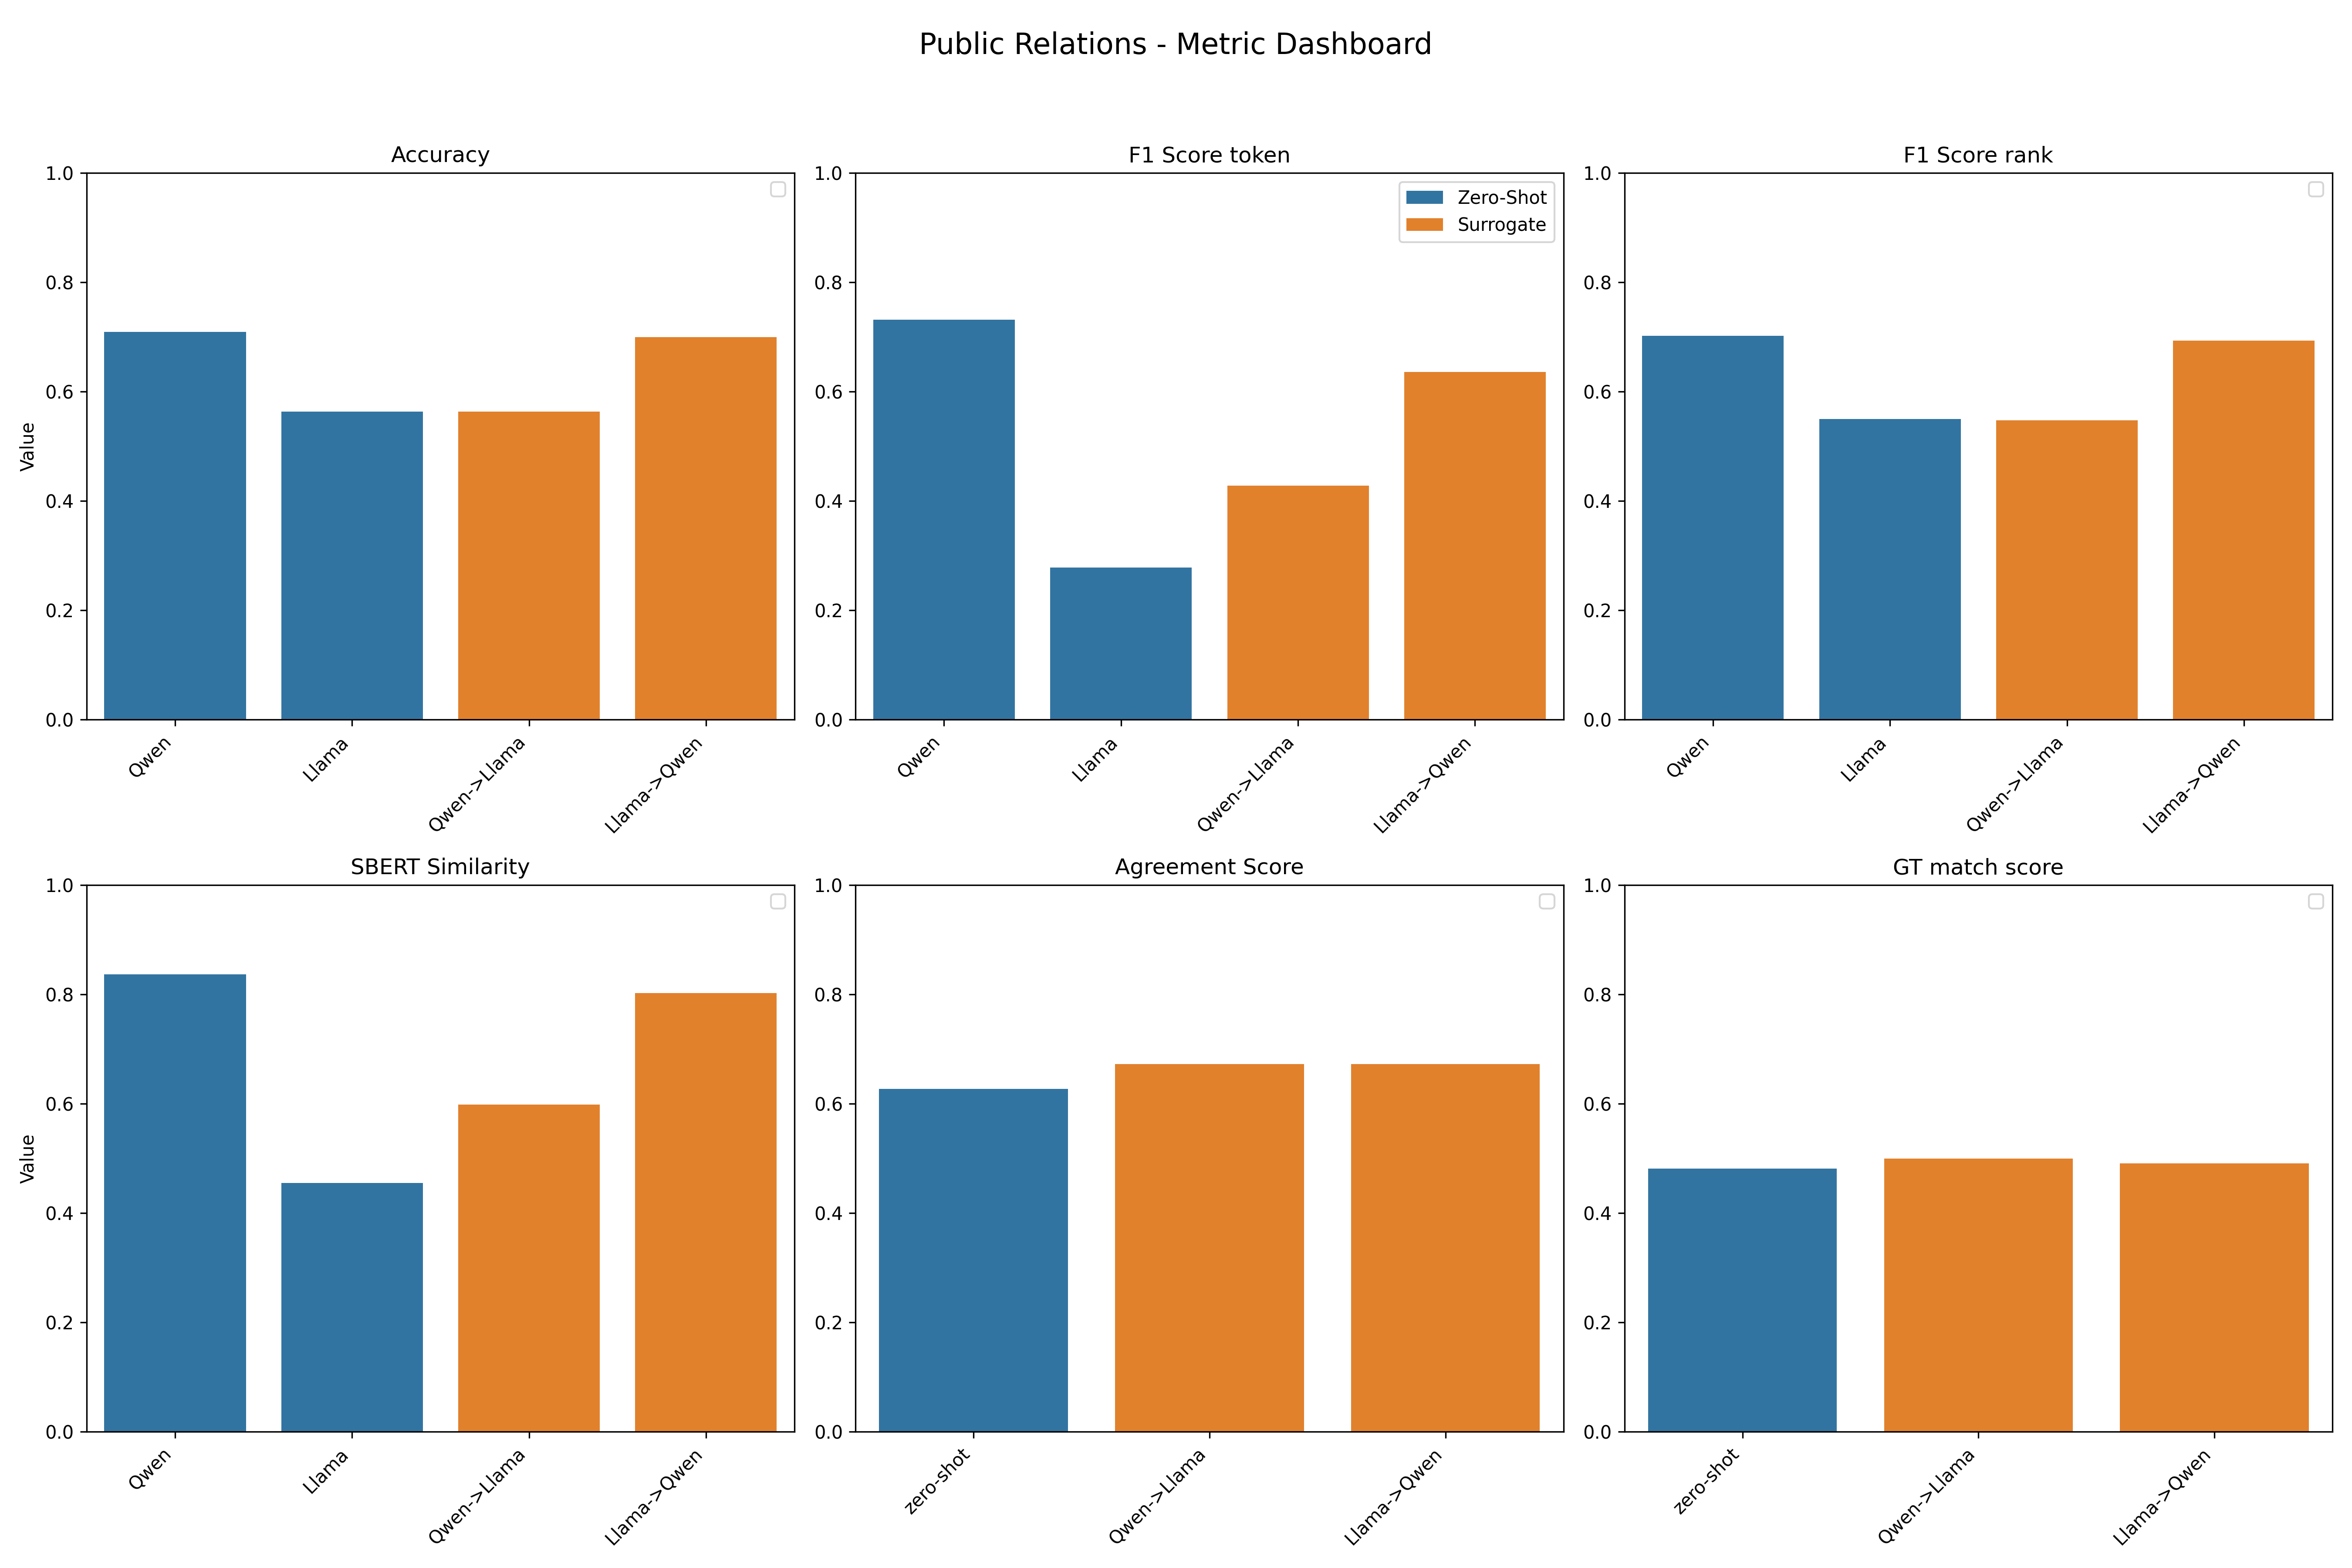 Public Relations - Metric Dashboard
Accuracy
1.0
0.8
0.6
0.4
0.2
0.0
Value
Qwen
Llama
Qwen->Llama
Llama->Qwen
F1 Score token
1.0
0.8
0.6
0.4
0.2
0.0
Zero-Shot
Surrogate
Qwen
Llama
Qwen->Llama
Llama->Qwen
F1 Score rank
1.0
0.8
0.6
0.4
0.2
0.0
Qwen
Llama
Qwen->Llama
Llama->Qwen
SBERT Similarity
1.0
0.8
0.6
0.4
0.2
0.0
Value
Qwen
Llama
Qwen->Llama
Llama->Qwen
Agreement Score
1.0
0.8
0.6
0.4
0.2
0.0
zero-shot
Qwen->Llama
Llama->Qwen
GT match score
1.0
0.8
0.6
0.4
0.2
0.0
zero-shot
Qwen->Llama
Llama->Qwen